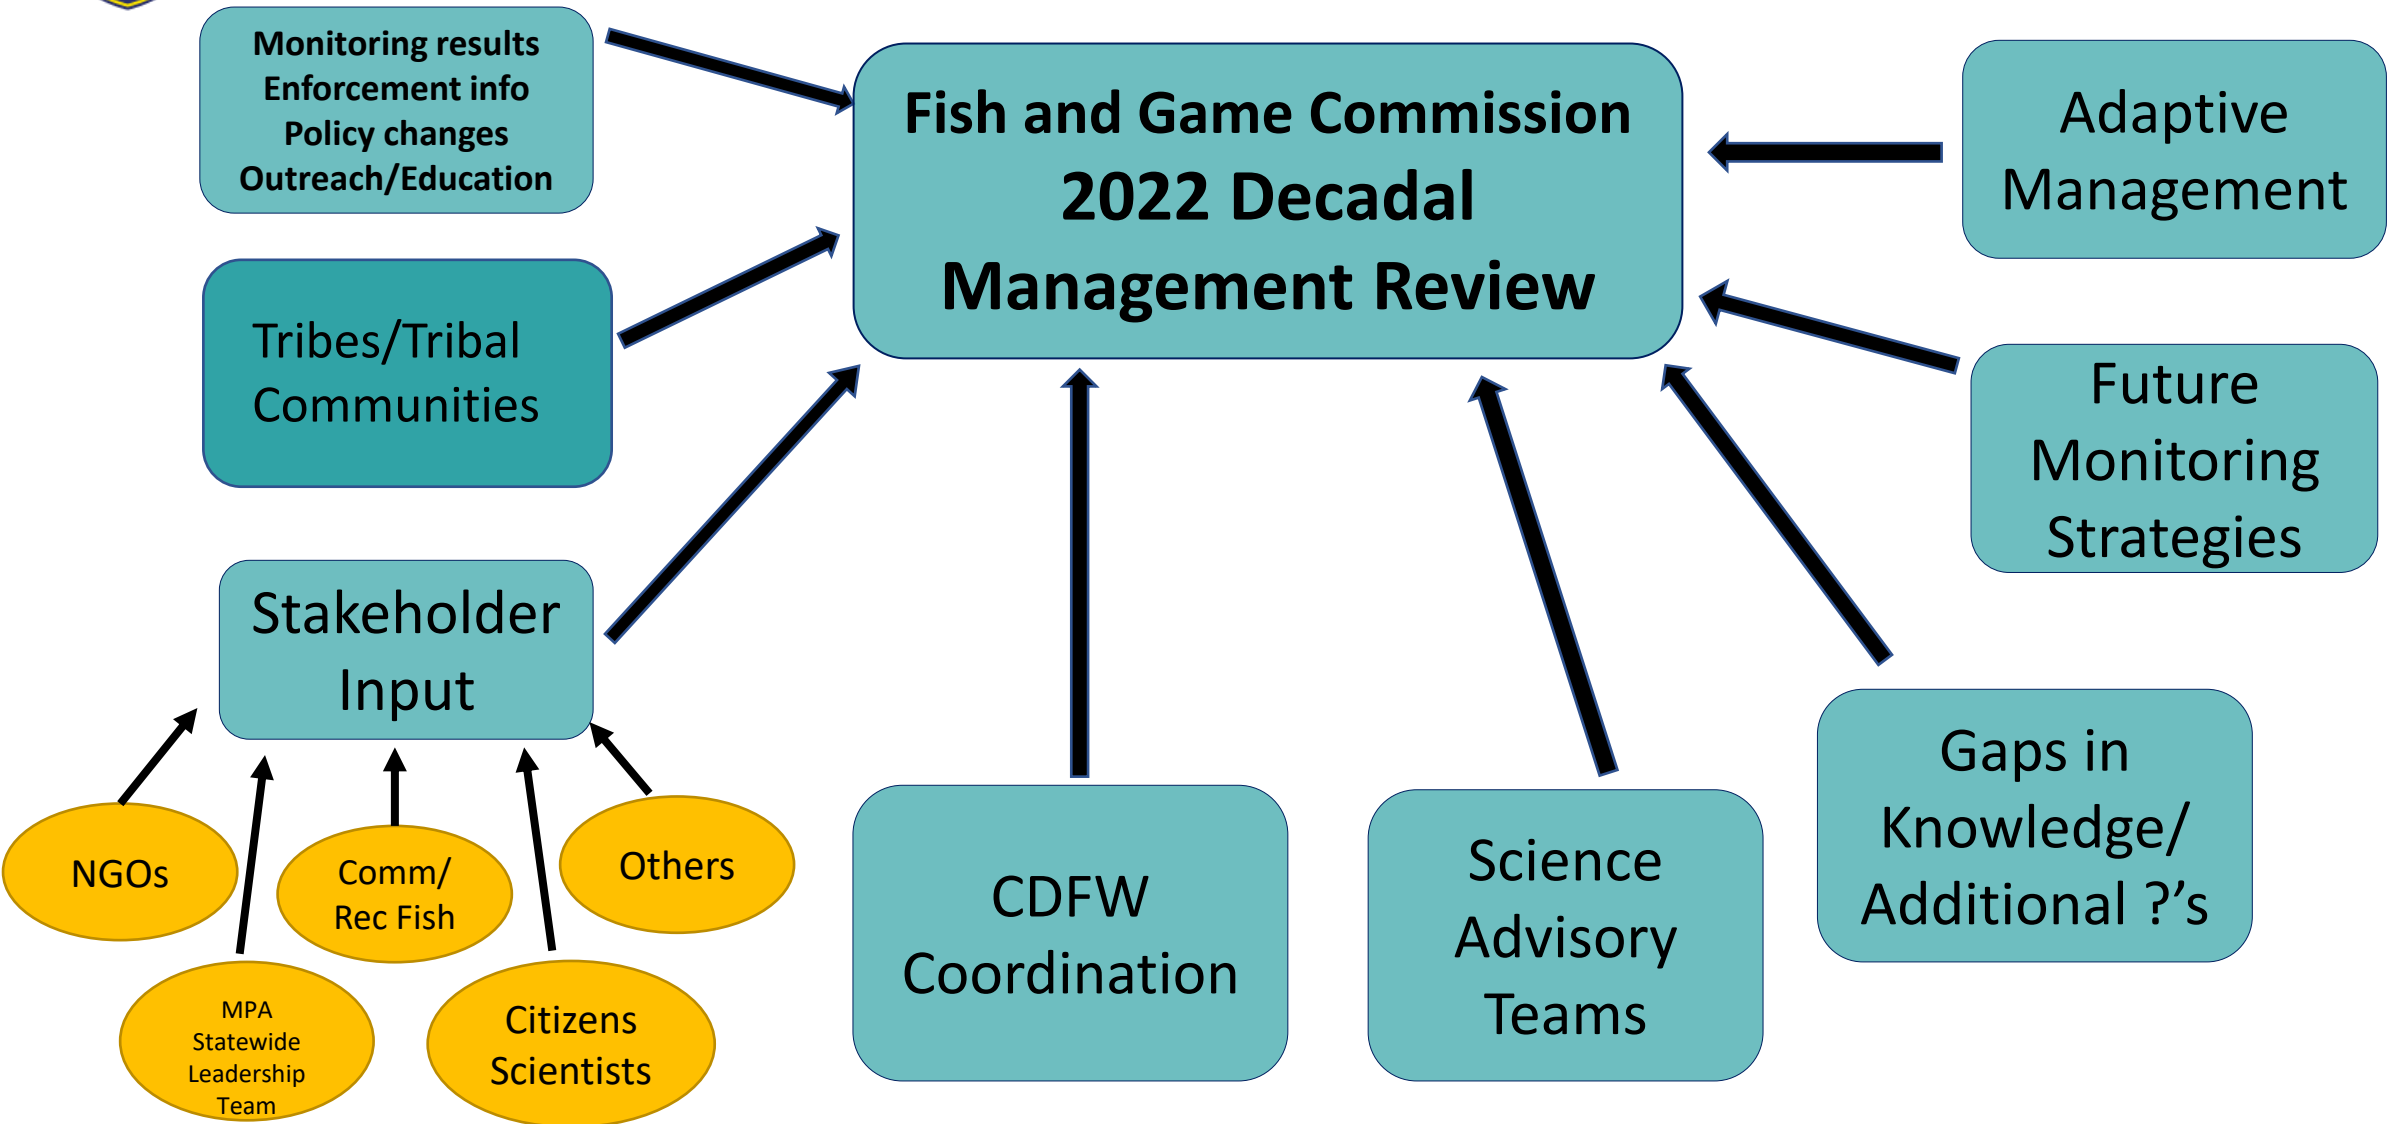 Monitoring results
Enforcement info
Policy changes
Outreach/Education
Fish and Game Commission
2022 Decadal
Management Review
Adaptive
Management
Tribes/Tribal
Communities
Future
Monitoring
Strategies
Stakeholder
Input
Gaps in
Knowledge/
Additional ?’s
NGOs
Comm/
Rec Fish
Others
MPA
Statewide
Leadership
Team
Citizens
Scientists
CDFW
Coordination
Science
Advisory
Teams